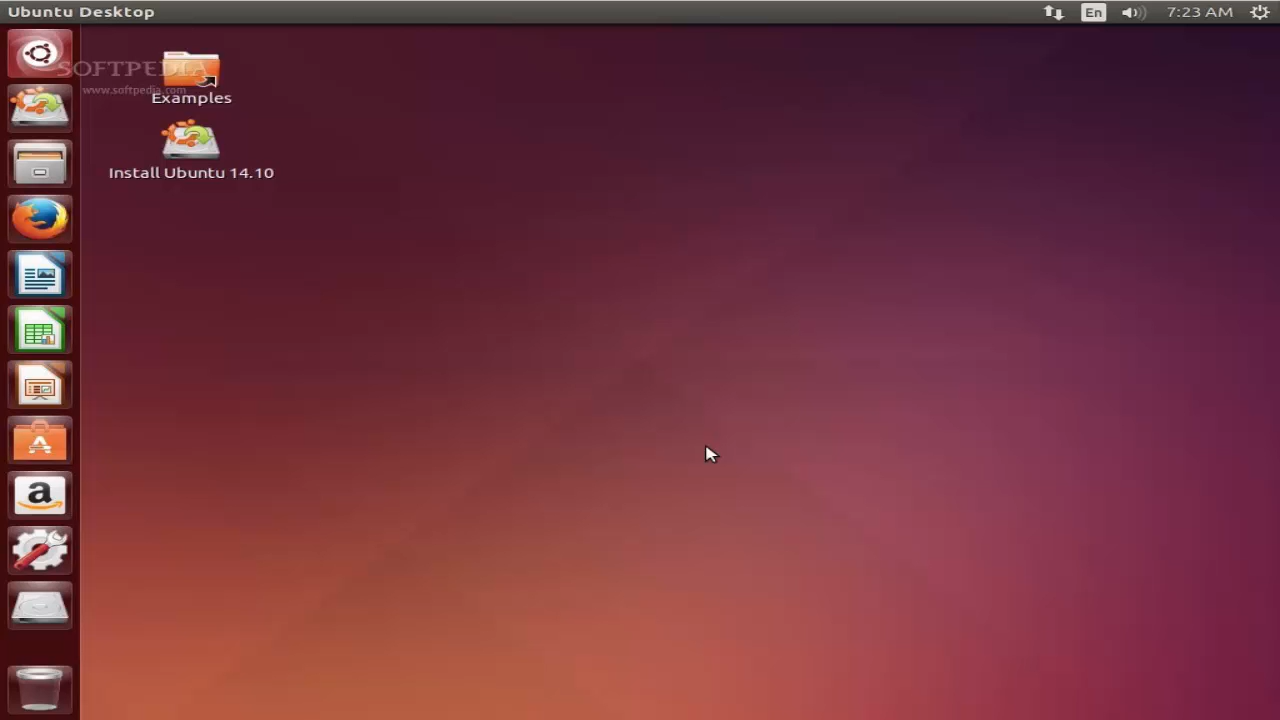 Ubuntu Desktop
En
7:23 AM
SOFTPEDIA
www.softpedia.com
Examples
Install Ubuntu 14.10